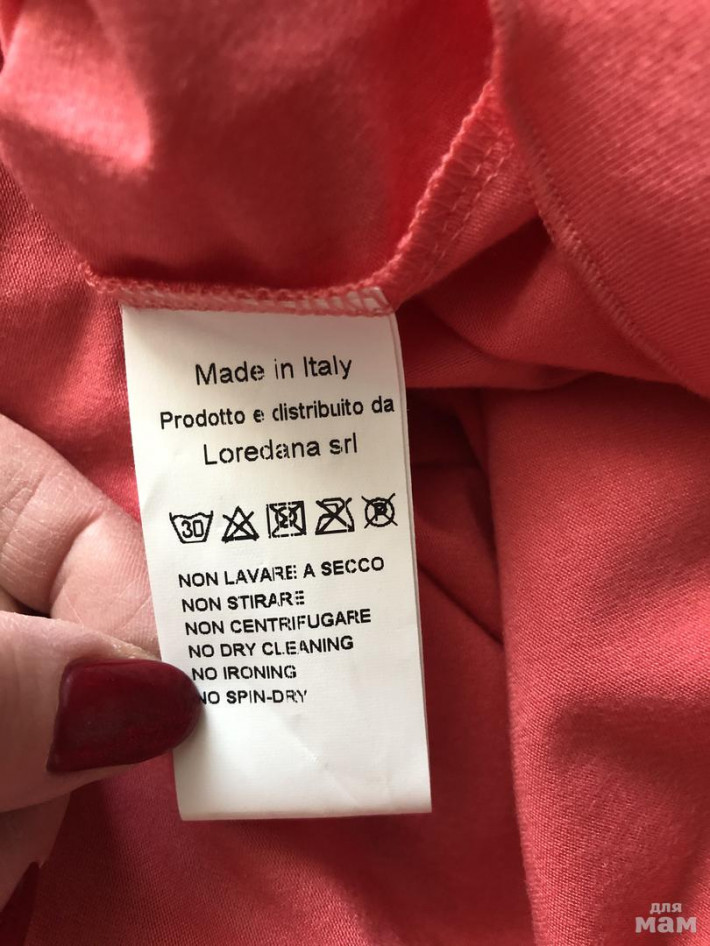 Made in Italy
Prodotto e distribuito da
Loredana srl
30
NON LAVARE A SECCO
NON STIRARE
NON CENTRIFUGARE
NO DRY CLEANING
NO IRONING
NO SPIN-DRY
для
мам